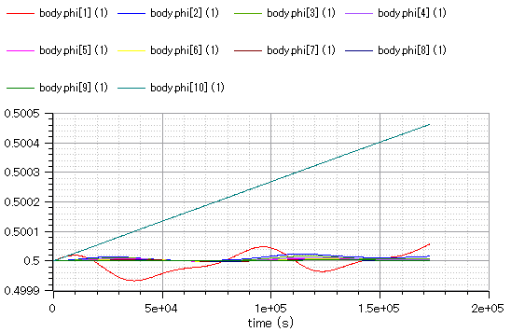 body.phi[1] (1) body.phi[2] (1) body.phi[3] (1) body.phi[4] (1)
body.phi[5] (1) body.phi[6] (1) body.phi[7] (1) body.phi[8] (1)
body.phi[9] (1) body.phi[10] (1)
0.5005
0.5004
0.5003
0.5002
0.5001
0.5
0.4999
0 5e+04 1e+05 1.5e+05 2e+05
time (s)